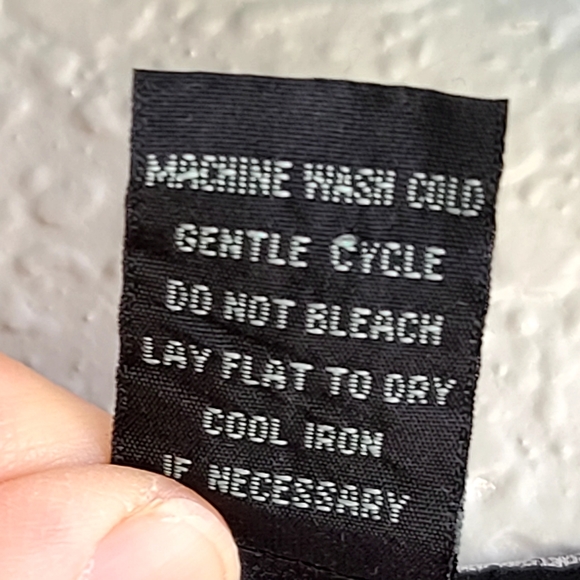 MACHINE WASH COLD
GENTLE CYCLE
DO NOT BLEACH
LAY FLAT TO DRY
COOL IRON
IF NECESSARY